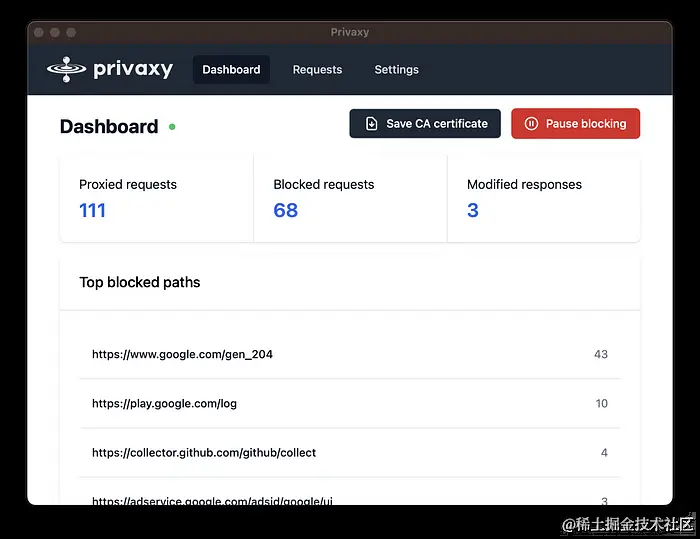 Privaxy
privaxy Dashboard Requests Settings
Dashboard Save CA certificate Pause blocking
Proxied requests Blocked requests Modified responses
111 68 3
Top blocked paths
https://www.google.com/gen_204 43
https://play.google.com/log 10
https://collector.github.com/github/collect 4
https://adservice.google.com/adsid/google/ui 3
@稀土掘金技术社区